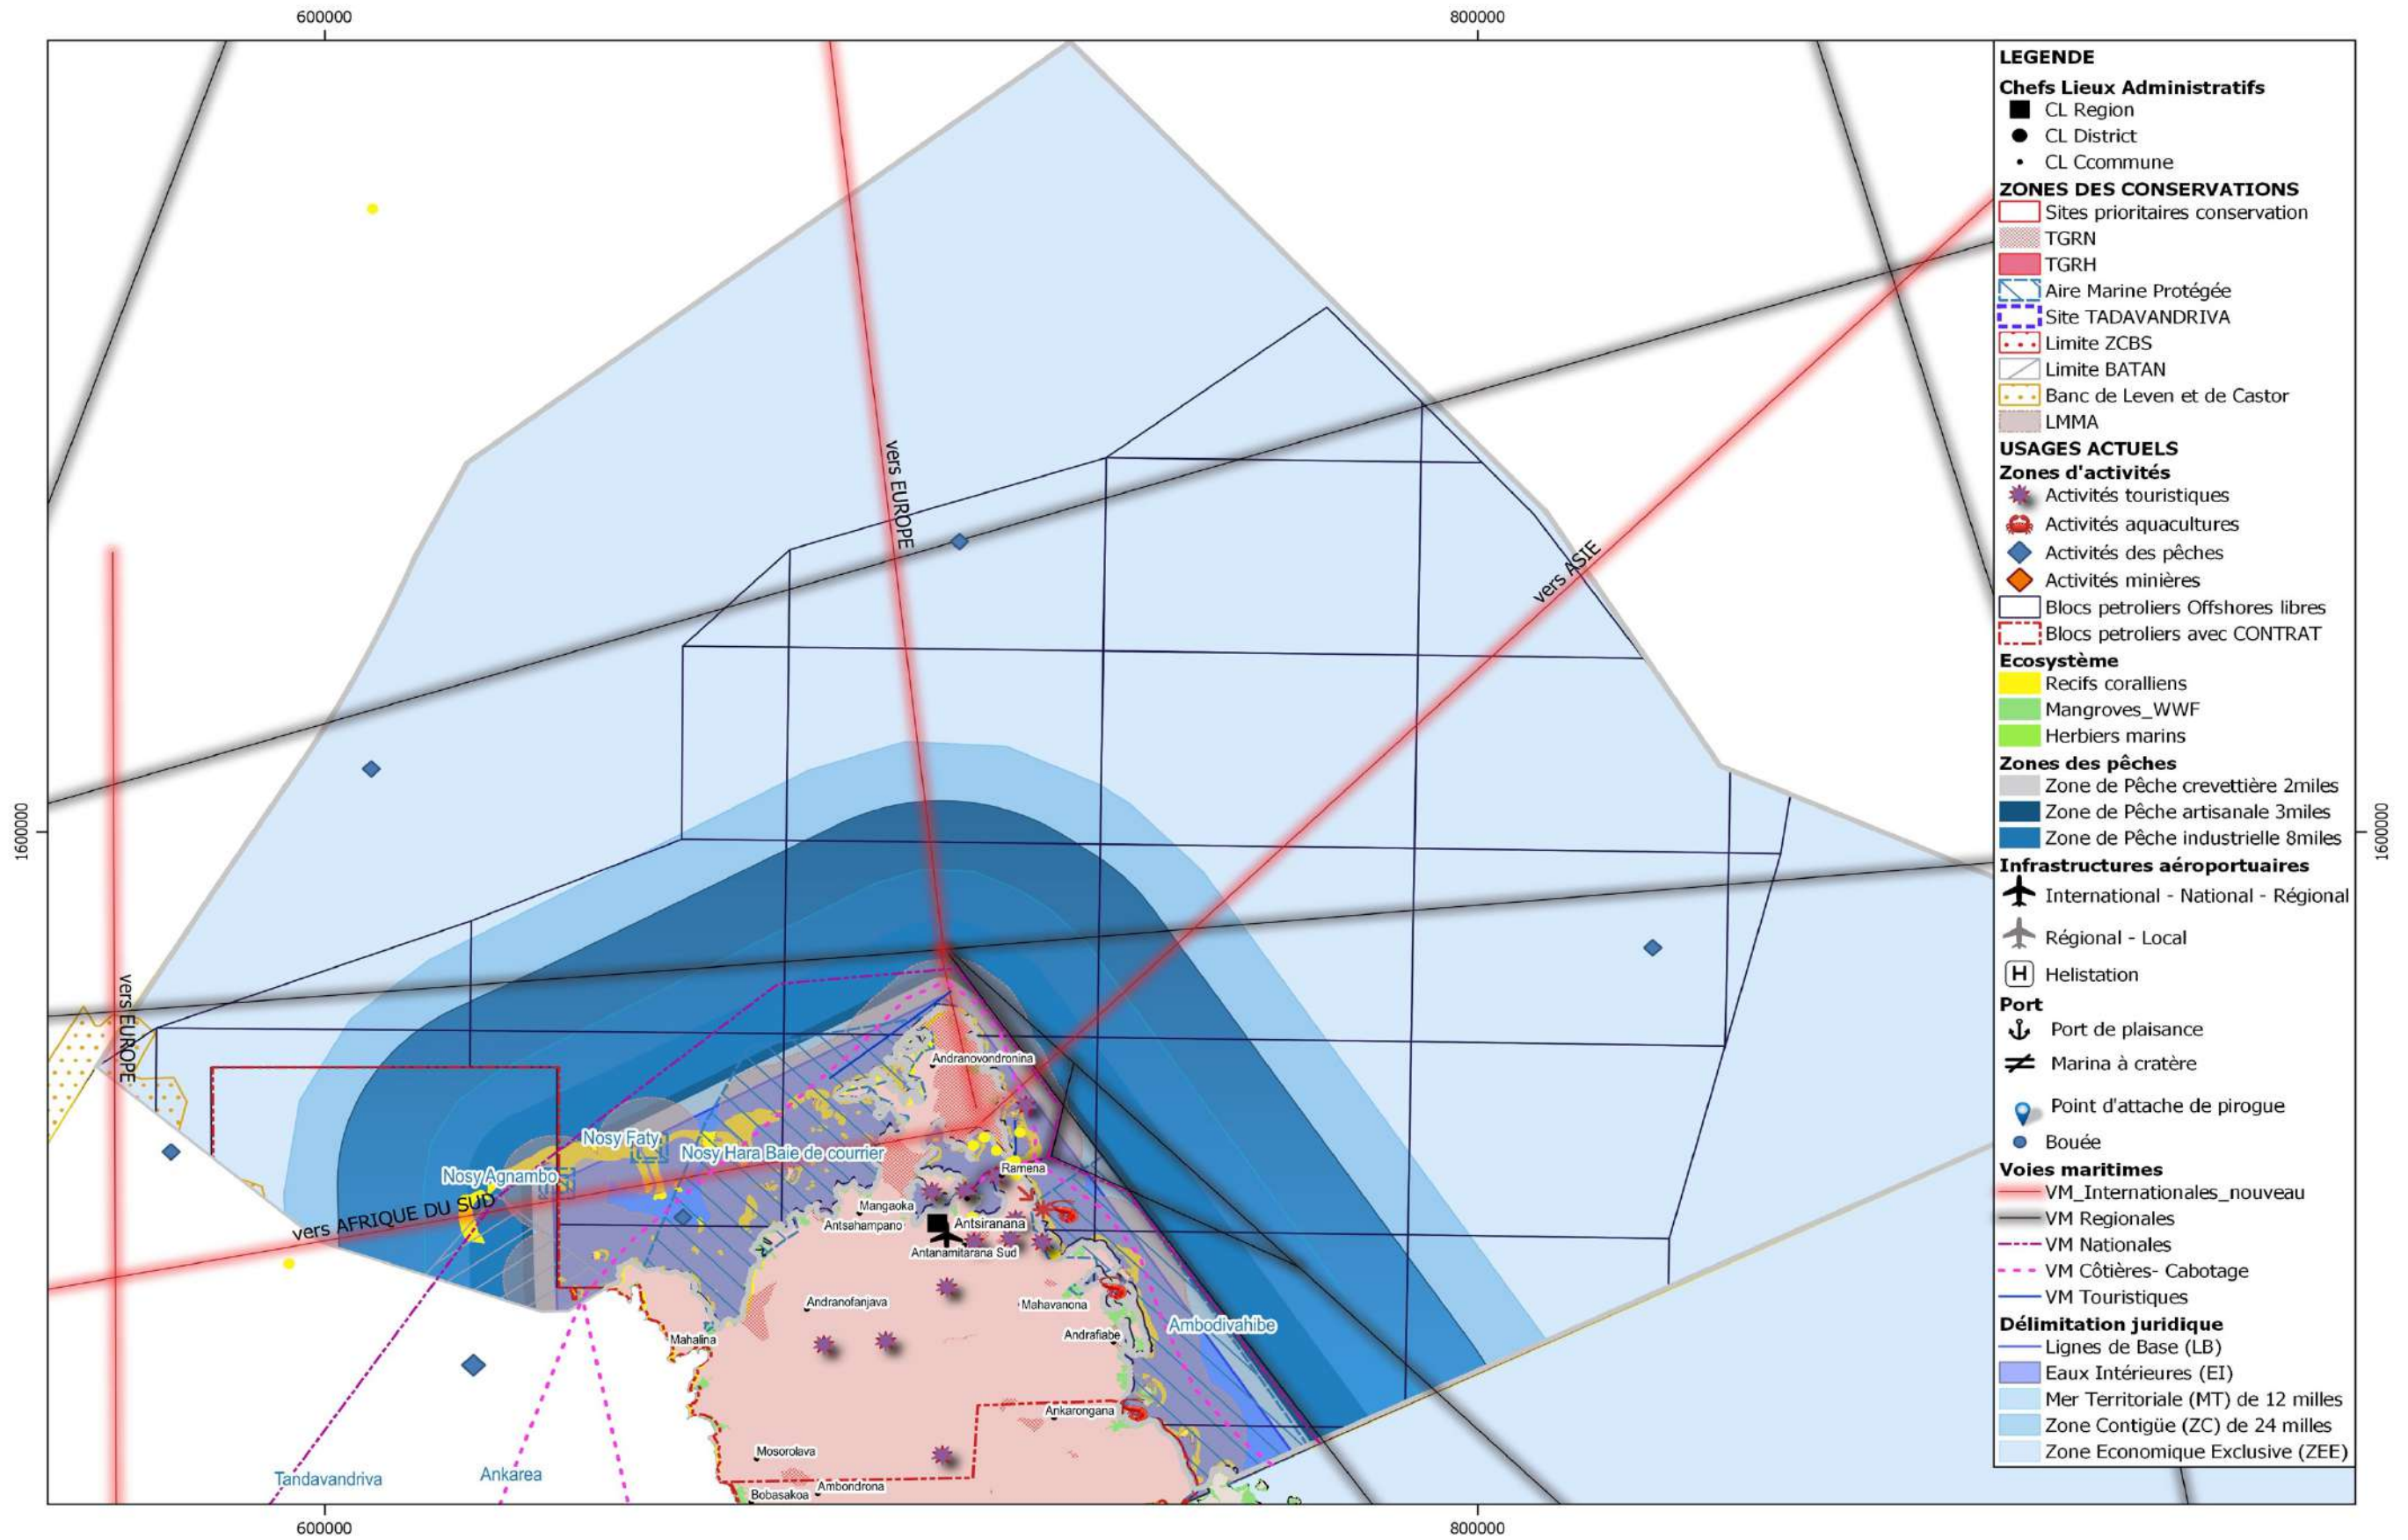 600000
800000
LEGENDE
Chefs Lieux Administratifs
CL Region
CL District
CL Ccommune
ZONES DES CONSERVATIONS
Sites prioritaires conservation
TGRN
TGRH
Aire Marine Protégée
Site TADAVANDRIVA
Limite ZCBS
Limite BATAN
Banc de Leven et de Castor
LMMA
USAGES ACTUELS
Zones d'activités
Activités touristiques
Activités aquacultures
Activités des pêches
Activités minières
Blocs petroliers Offshores libres
Blocs petroliers avec CONTRAT
Ecosystème
Recifs coralliens
Mangroves_WWF
Herbiers marins
Zones des pêches
Zone de Pêche crevettière 2miles
Zone de Pêche artisanale 3miles
Zone de Pêche industrielle 8miles
Infrastructures aéroportuaires
International - National - Régional
Régional - Local
H Helistation
Port
Port de plaisance
Marina à cratère
Point d'attache de pirogue
Bouée
Voies maritimes
VM_Internationales_nouveau
VM Regionales
VM Nationales
VM Côtières- Cabotage
VM Touristiques
Délimitation juridique
Lignes de Base (LB)
Eaux Intérieures (EI)
Mer Territoriale (MT) de 12 milles
Zone Contigüe (ZC) de 24 milles
Zone Economique Exclusive (ZEE)
vers EUROPE
vers ASIE
1600000
1600000
vers EUROPE
Andranovondronina
Nosy Faty
Nosy Hara Baie de courrier
Nosy Agnambo
Ramena
vers AFRIQUE DU SUD
Mangaoka
Antsahampano
Antsiranana
Antanamitarana Sud
Andranofanjava
Mahavanona
Mahalina
Andrafiabe
Ambodivahibe
Ankarongana
Mosorolava
Tandavandriva
Ankarea
Ambondrona
Bobasakoa
600000
800000